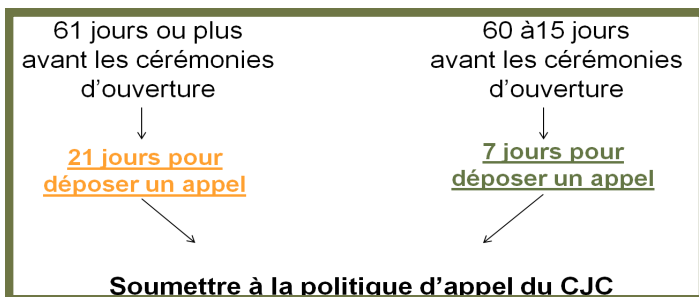 61 jours ou plus
avant les cérémonies
d’ouverture
60 à15 jours
avant les cérémonies
d’ouverture
21 jours pour
déposer un appel
7 jours pour
déposer un appel
Soumettre à la politique d’appel du CJC